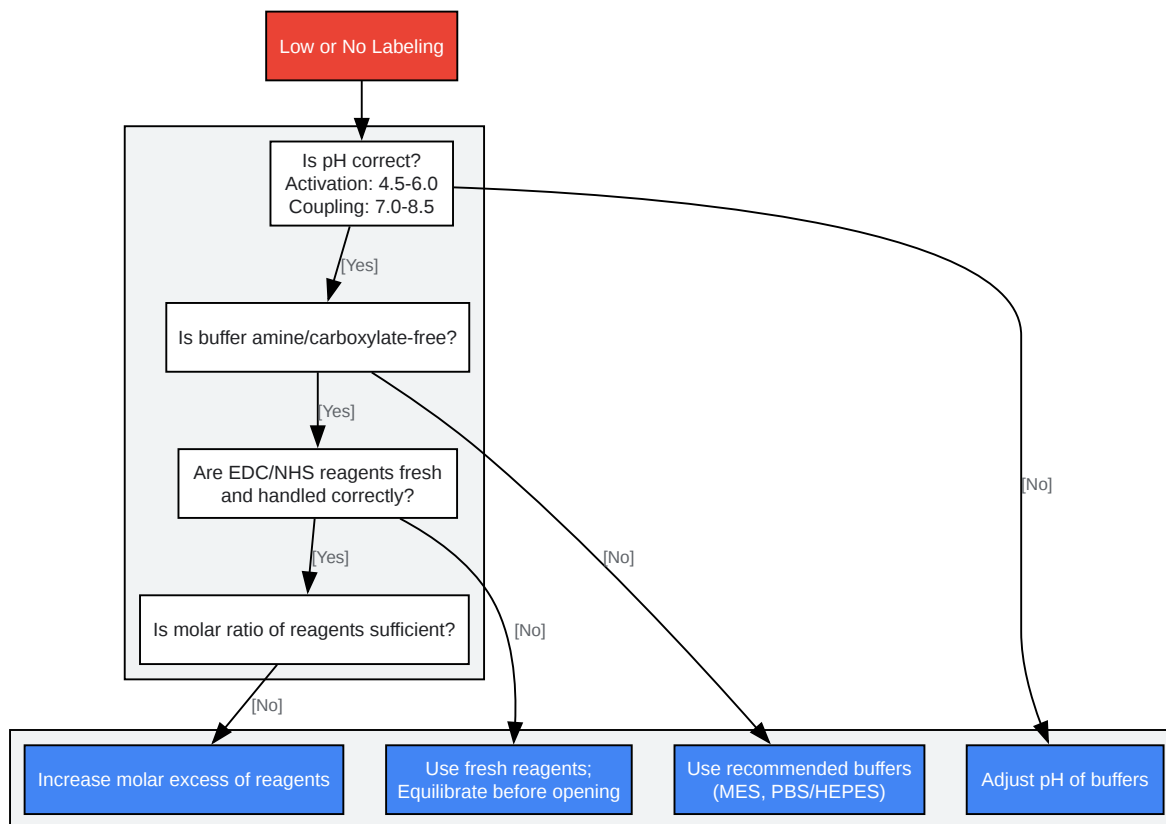 Low or No Labeling
Is pH correct?
Activation: 4.5-6.0
Coupling: 7.0-8.5
[Yes]
Is buffer amine/carboxylate-free?
[Yes]
Are EDC/NHS reagents fresh
and handled correctly?
[No]
[Yes]
[No]
Is molar ratio of reagents sufficient?
[No]
[No]
Increase molar excess of reagents
Use fresh reagents;
Equilibrate before opening
Use recommended buffers
(MES, PBS/HEPES)
Adjust pH of buffers